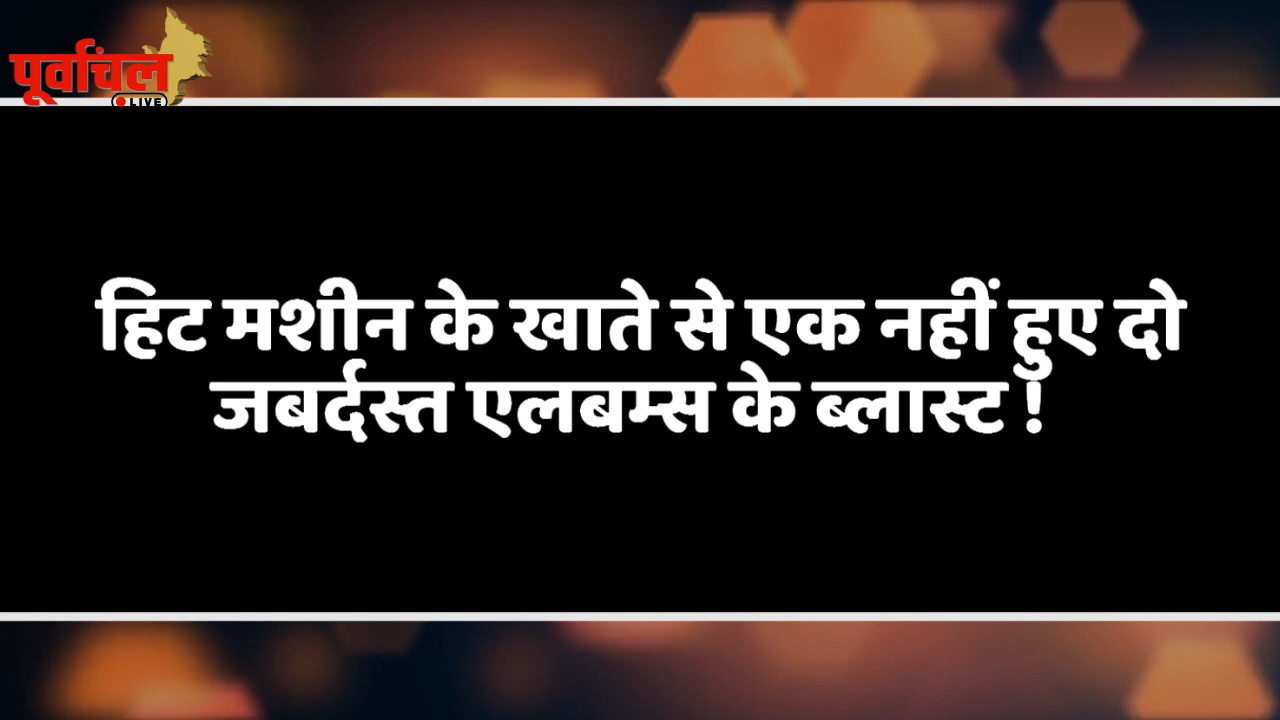 पूर्वांचल
LIVE
हिट मशीन के खाते से एक नहीं हुए दो
जबर्दस्त एलबम्स के ब्लास्ट !